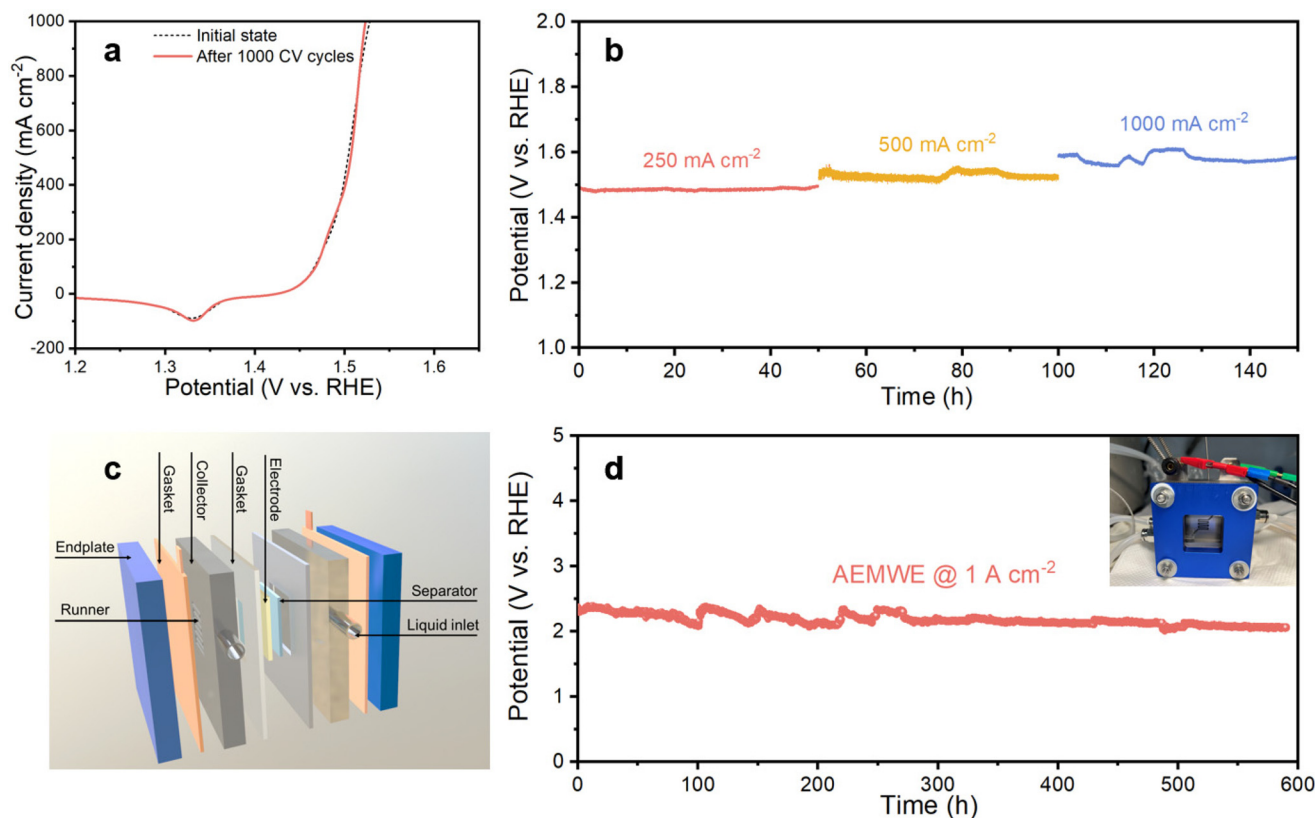 a
Initial state
After 1000 CV cycles
Current density (mA cm-2)
1000
800
600
400
200
0
-200
1.2
1.3
1.4
1.5
1.6
Potential (V vs. RHE)
b
Potential (V vs. RHE)
2.0
1.8
1.6
1.4
1.2
1.0
250 mA cm-2
500 mA cm-2
1000 mA cm-2
0
20
40
60
80
100
120
140
Time (h)
c
Gasket
Collector
Gasket
Electrode
Endplate
Runner
Separator
Liquid inlet
d
Potential (V vs. RHE)
5
4
3
2
1
0
AEMWE @ 1 A cm-2
0
100
200
300
400
500
600
Time (h)